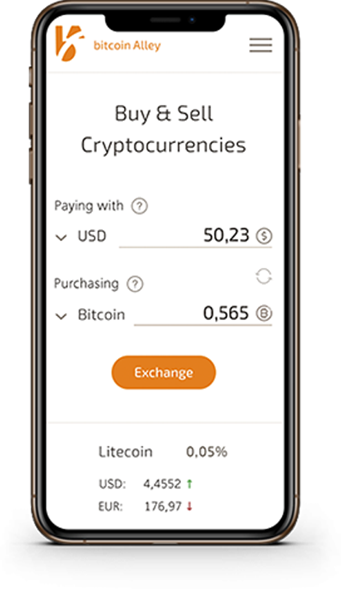 bitcoin Alley
Buy & Sell
Cryptocurrencies
Paying with ?
USD 50,23 $
Purchasing ?
Bitcoin 0,565 B
Exchange
Litecoin 0,05%
USD: 4,4552 ↑
EUR: 176,97 ↓